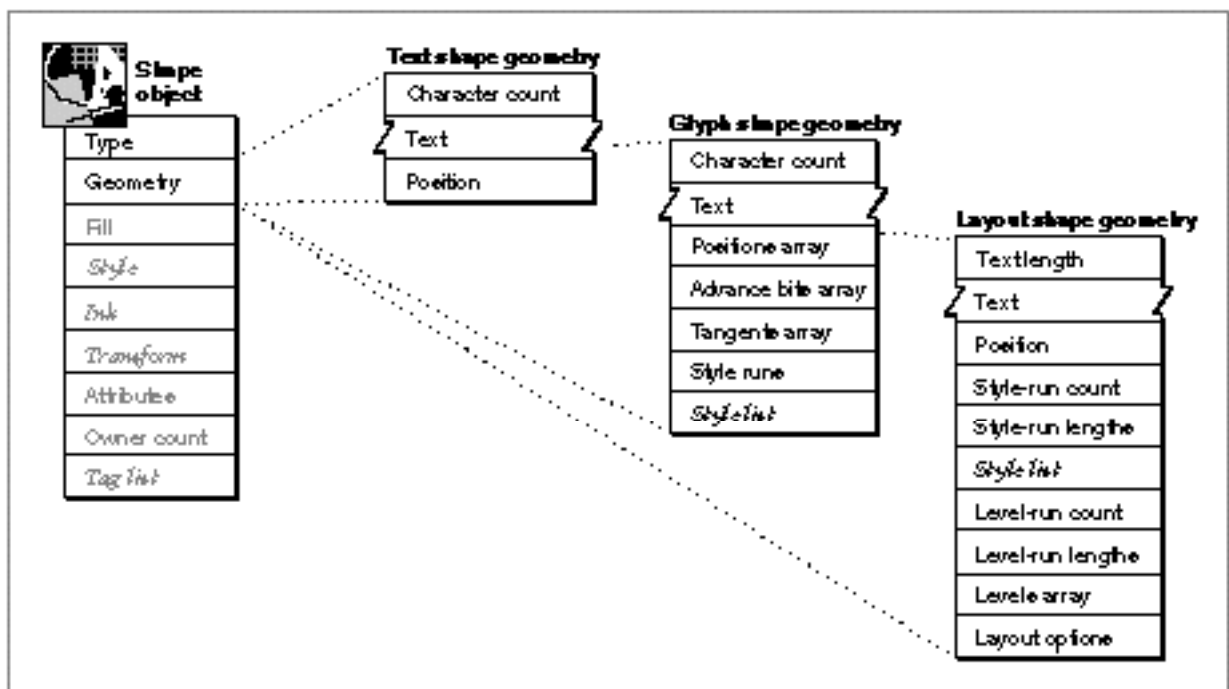 Shape
object
Type
Geometry
Fill
Style
Ink
Transform
Attributes
Owner count
Tag list
Text shape geometry
Character count
Text
Position
Glyph shape geometry
Character count
Text
Positions array
Advance bits array
Tangents array
Style runs
Style list
Layout shape geometry
Text length
Text
Position
Style-run count
Style-run lengths
Style list
Level-run count
Level-run lengths
Levels array
Layout options